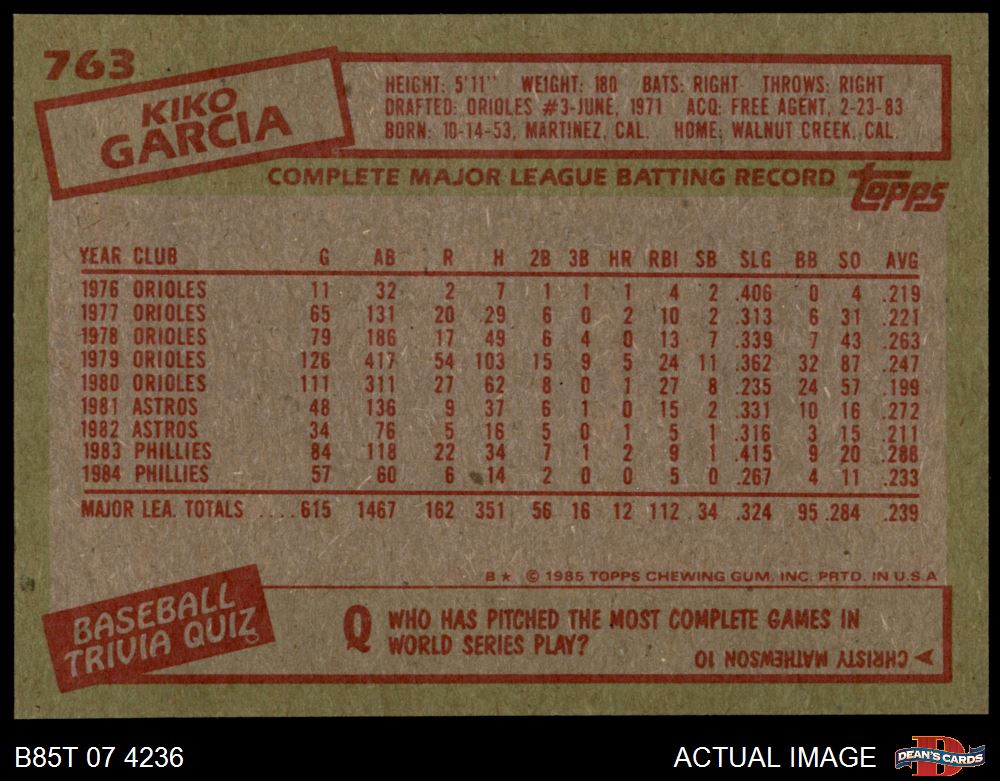 763
KIKO
GARCIA
HEIGHT: 5'11" WEIGHT: 180 BATS: RIGHT THROWS: RIGHT
DRAFTED: ORIOLES #3-JUNE, 1971 ACQ: FREE AGENT, 2-23-83
BORN: 10-14-53, MARTINEZ, CAL. HOME: WALNUT CREEK, CAL.
COMPLETE MAJOR LEAGUE BATTING RECORD
topps
YEAR CLUB G AB R H 2B 3B HR RBI SB SLG BB SO AVG
1976 ORIOLES 11 32 2 7 1 1 1 4 2 .406 0 4 .219
1977 ORIOLES 65 131 20 29 6 0 2 10 2 .313 6 31 .221
1978 ORIOLES 79 186 17 49 6 4 0 13 7 .339 7 43 .263
1979 ORIOLES 126 417 54 103 15 9 5 24 11 .362 32 87 .247
1980 ORIOLES 111 311 27 62 8 0 1 27 8 .235 24 57 .199
1981 ASTROS 48 136 9 37 6 1 0 15 2 .331 10 16 .272
1982 ASTROS 34 76 5 16 5 0 1 5 1 .316 3 15 .211
1983 PHILLIES 84 118 22 34 7 1 2 9 1 .415 9 20 .288
1984 PHILLIES 57 60 6 14 2 0 0 5 0 .267 4 11 .233
MAJOR LEA. TOTALS ....615 1467 162 351 56 16 12 112 34 .324 95 .284 .239
B★ © 1985 TOPPS CHEWING GUM, INC. PRTD. IN U.S.A
BASEBALL
TRIVIA QUIZ
Q WHO HAS PITCHED THE MOST COMPLETE GAMES IN
WORLD SERIES PLAY?
CHRISTY MATHEWSON 10
B85T 07 4236
ACTUAL IMAGE
DEAN'S CARDS